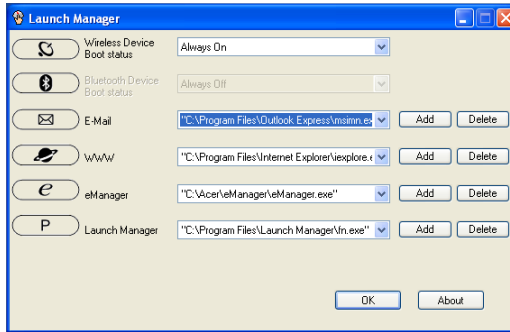 Launch Manager
Wireless Device
Boot status
Always On
Bluetooth Device
Boot status
Always Off
E-Mail
"C:\Program Files\Outlook Express\msimn.ex
Add
Delete
WWW
"C:\Program Files\Internet Explorer\iexplore.e
Add
Delete
e
eManager
"C:\Acer\eManager\eManager.exe"
Add
Delete
P
Launch Manager
"C:\Program Files\Launch Manager\fn.exe"
Add
Delete
OK
About